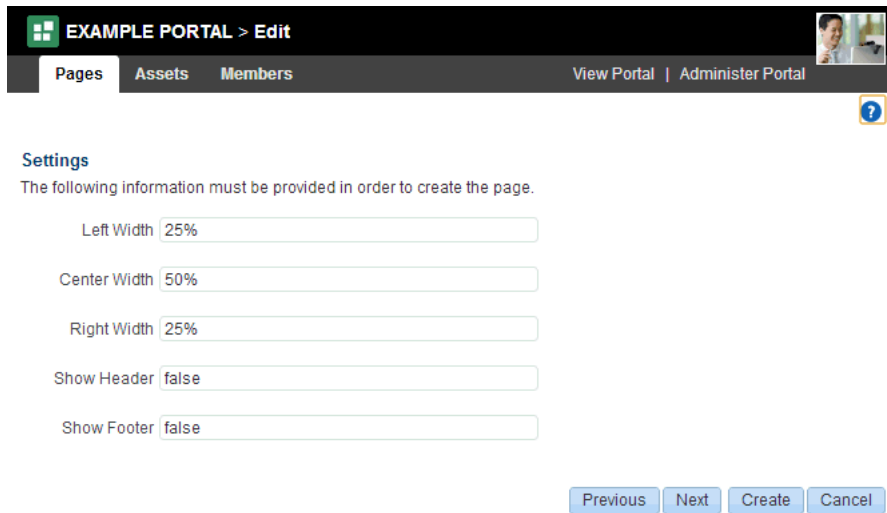 EXAMPLE PORTAL > Edit
Pages Assets Members View Portal | Administer Portal
?
Settings
The following information must be provided in order to create the page.
Left Width 25%
Center Width 50%
Right Width 25%
Show Header false
Show Footer false
Previous Next Create Cancel